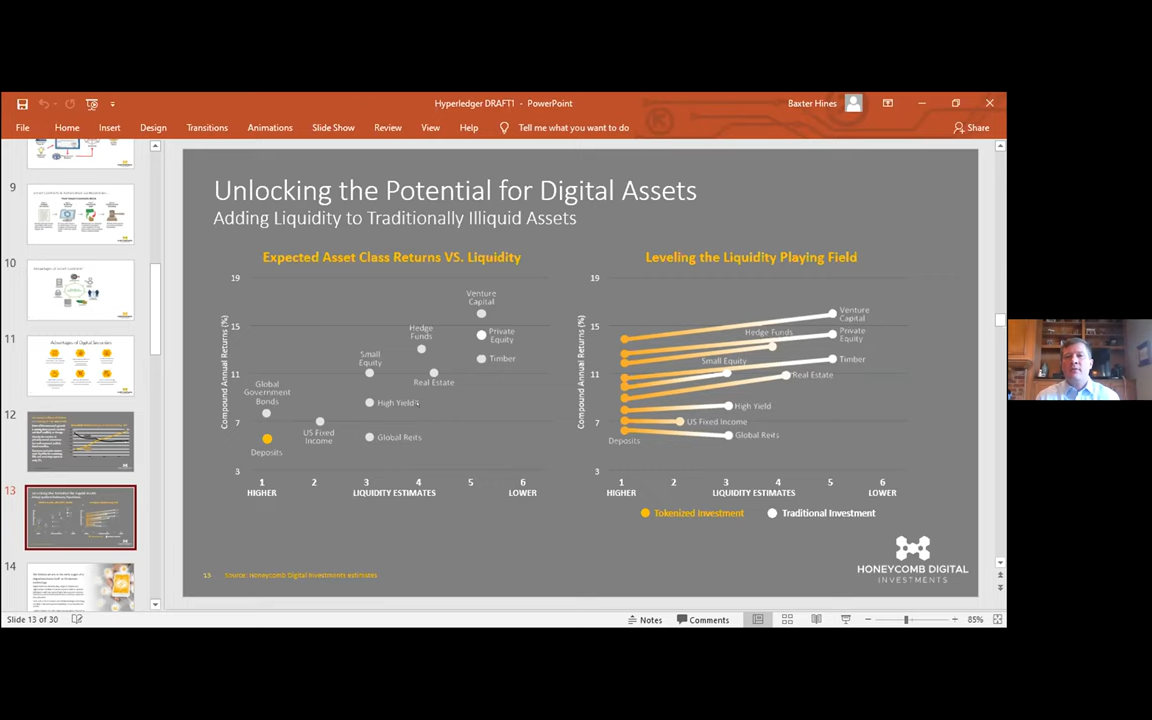 Hyperledger DRAFT1 - PowerPoint
Baxter Hines
File Home Insert Design Transitions Animations Slide Show Review View Help Tell me what you want to do
Share
9
10
11
Advantages of Digital Securities
12
13
14
Unlocking the Potential for Digital Assets
Adding Liquidity to Traditionally Illiquid Assets
Expected Asset Class Returns VS. Liquidity
Compound Annual Returns (%)
19
15
11
7
3
Venture
Capital
Hedge
Funds
Private
Equity
Small
Equity
Timber
Real Estate
Global
Government
Bonds
High Yield
US Fixed
Income
Global Reits
Deposits
1 2 3 4 5 6
HIGHER LIQUIDITY ESTIMATES LOWER
Leveling the Liquidity Playing Field
Compound Annual Returns (%)
19
15
11
7
3
Venture
Capital
Hedge Funds
Private
Equity
Small Equity
Timber
Real Estate
High Yield
US Fixed Income
Global Reits
Deposits
1 2 3 4 5 6
HIGHER LIQUIDITY ESTIMATES LOWER
Tokenized Investment Traditional Investment
HONEYCOMB DIGITAL
INVESTMENTS
13 Source: Honeycomb Digital Investments estimates
Slide 13 of 30
Notes Comments
85%